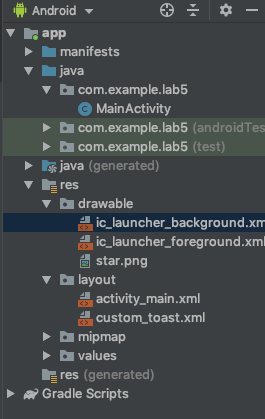 Android
app
manifests
java
com.example.lab5
MainActivity
com.example.lab5 (androidTes
com.example.lab5 (test)
java (generated)
res
drawable
ic_launcher_background.xm
ic_launcher_foreground.xml
star.png
layout
activity_main.xml
custom_toast.xml
mipmap
values
res (generated)
Gradle Scripts